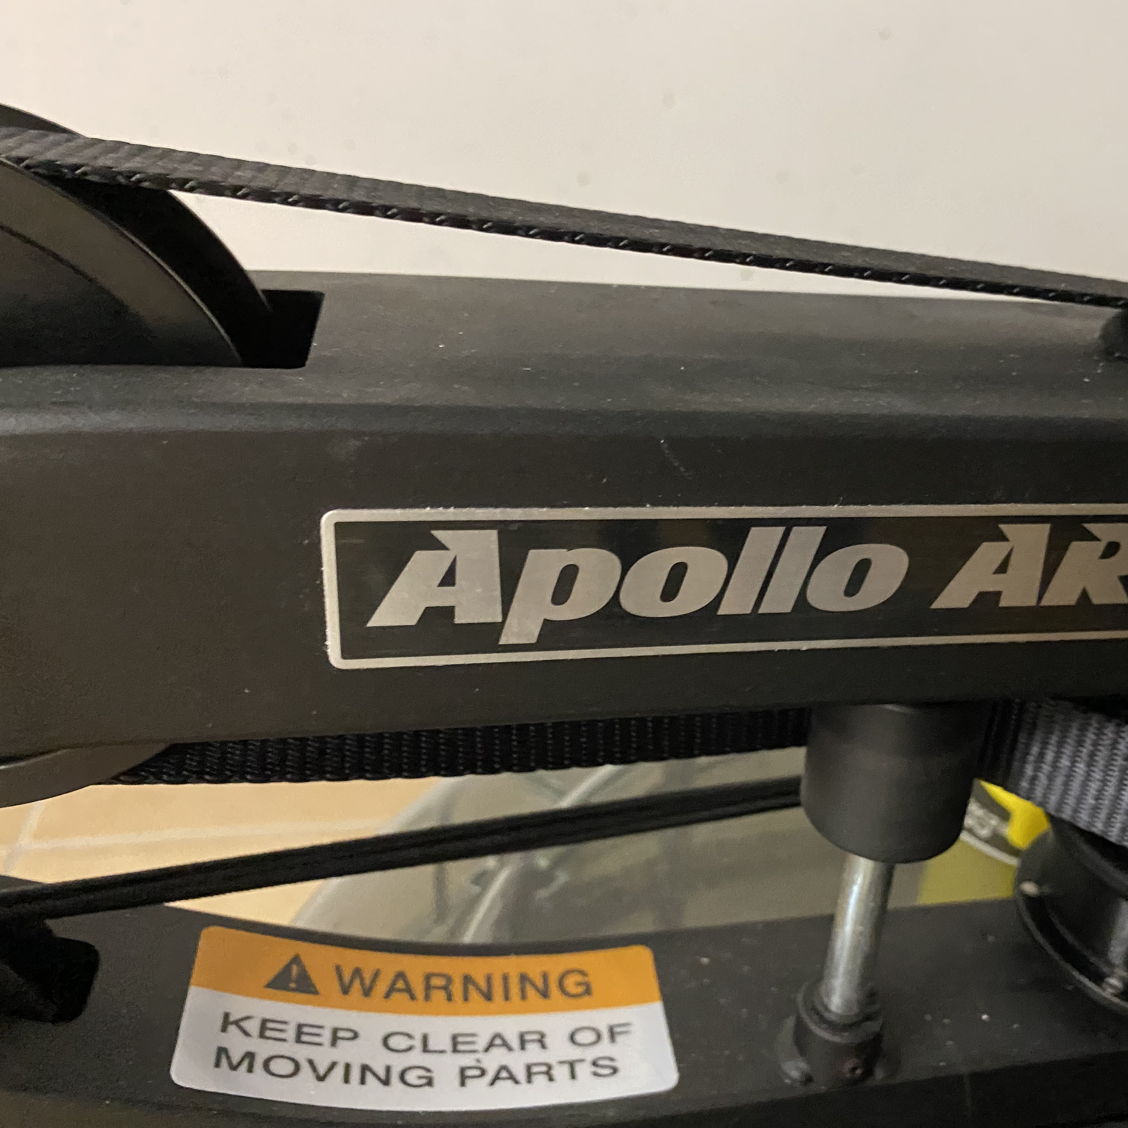 Apollo AR
WARNING
KEEP CLEAR OF
MOVING PARTS